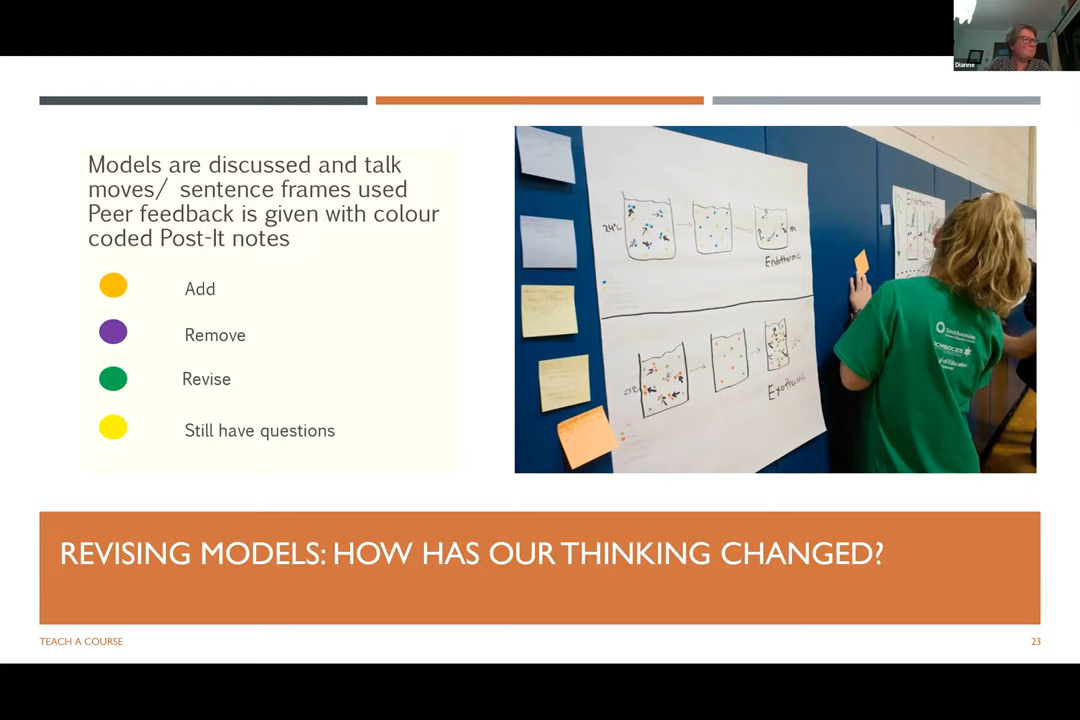 Dianne
Models are discussed and talk
moves/ sentence frames used
Peer feedback is given with colour
coded Post-It notes
Add
Remove
Revise
Still have questions
24°C
Endothermic
Exothermic
Smithsonian
REVISING MODELS: HOW HAS OUR THINKING CHANGED?
TEACH A COURSE
23